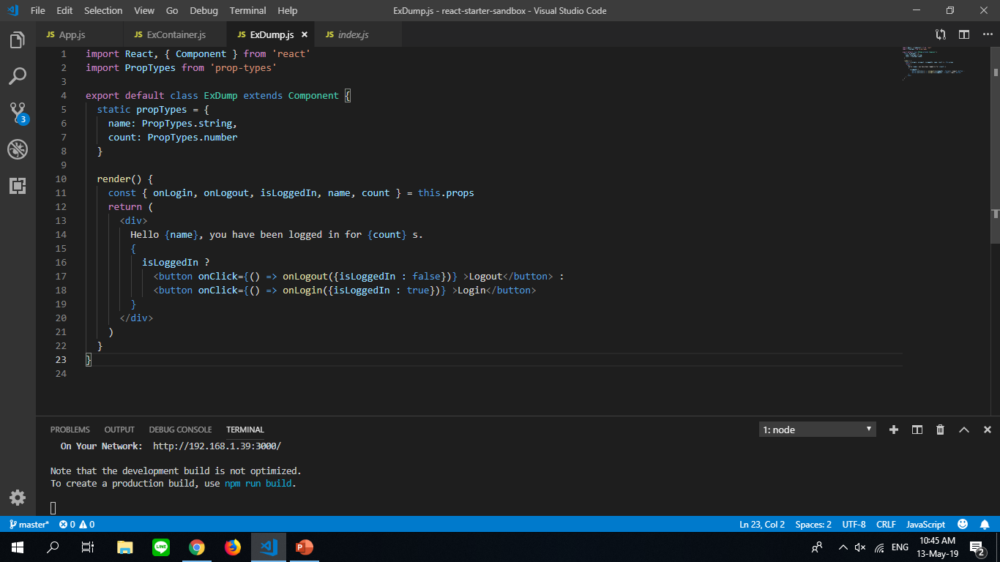 File Edit Selection View Go Debug Terminal Help ExDump.js - react-starter-sandbox - Visual Studio Code
JS App.js JS ExContainer.js JS ExDump.js JS index.js
1 import React, { Component } from 'react'
2 import PropTypes from 'prop-types'
3
4 export default class ExDump extends Component {
5 static propTypes = {
6 name: PropTypes.string,
7 count: PropTypes.number
8 }
9
10 render() {
11 const { onLogin, onLogout, isLoggedIn, name, count } = this.props
12 return (
13 <div>
14 Hello {name}, you have been logged in for {count} s.
15 {
16 isLoggedIn ?
17 <button onClick={() => onLogout({isLoggedIn : false})} >Logout</button> :
18 <button onClick={() => onLogin({isLoggedIn : true})} >Login</button>
19 }
20 </div>
21 )
22 }
23 }
24
3
PROBLEMS OUTPUT DEBUG CONSOLE TERMINAL 1: node
On Your Network: http://192.168.1.39:3000/
Note that the development build is not optimized.
To create a production build, use npm run build.
master* 0 0 Ln 23, Col 2 Spaces: 2 UTF-8 CRLF JavaScript
LINE P ENG 10:45 AM
13-May-19 2